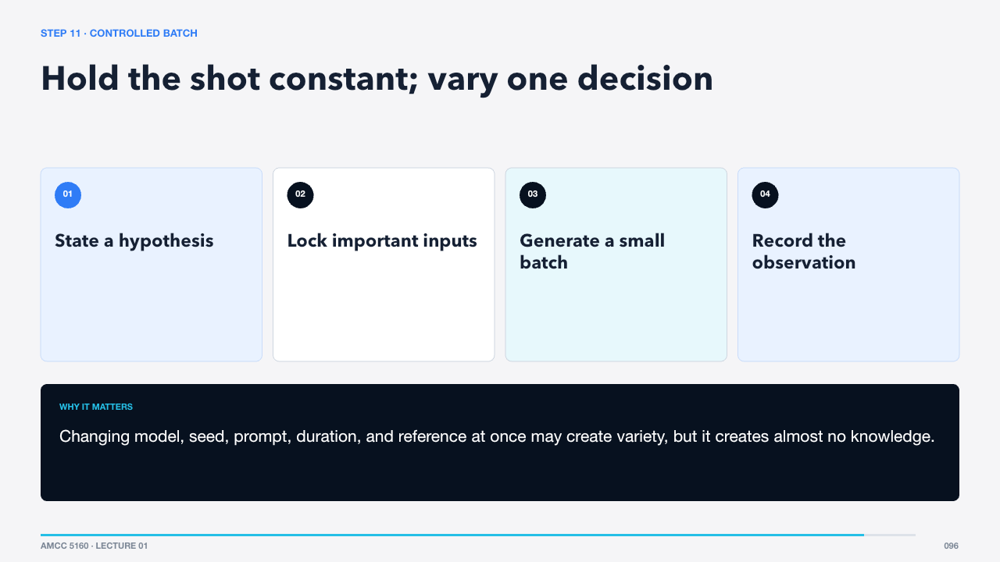 STEP 11 · CONTROLLED BATCH
Hold the shot constant; vary one decision
01
State a hypothesis
02
Lock important inputs
03
Generate a small
batch
04
Record the
observation
WHY IT MATTERS
Changing model, seed, prompt, duration, and reference at once may create variety, but it creates almost no knowledge.
AMCC 5160 · LECTURE 01
096